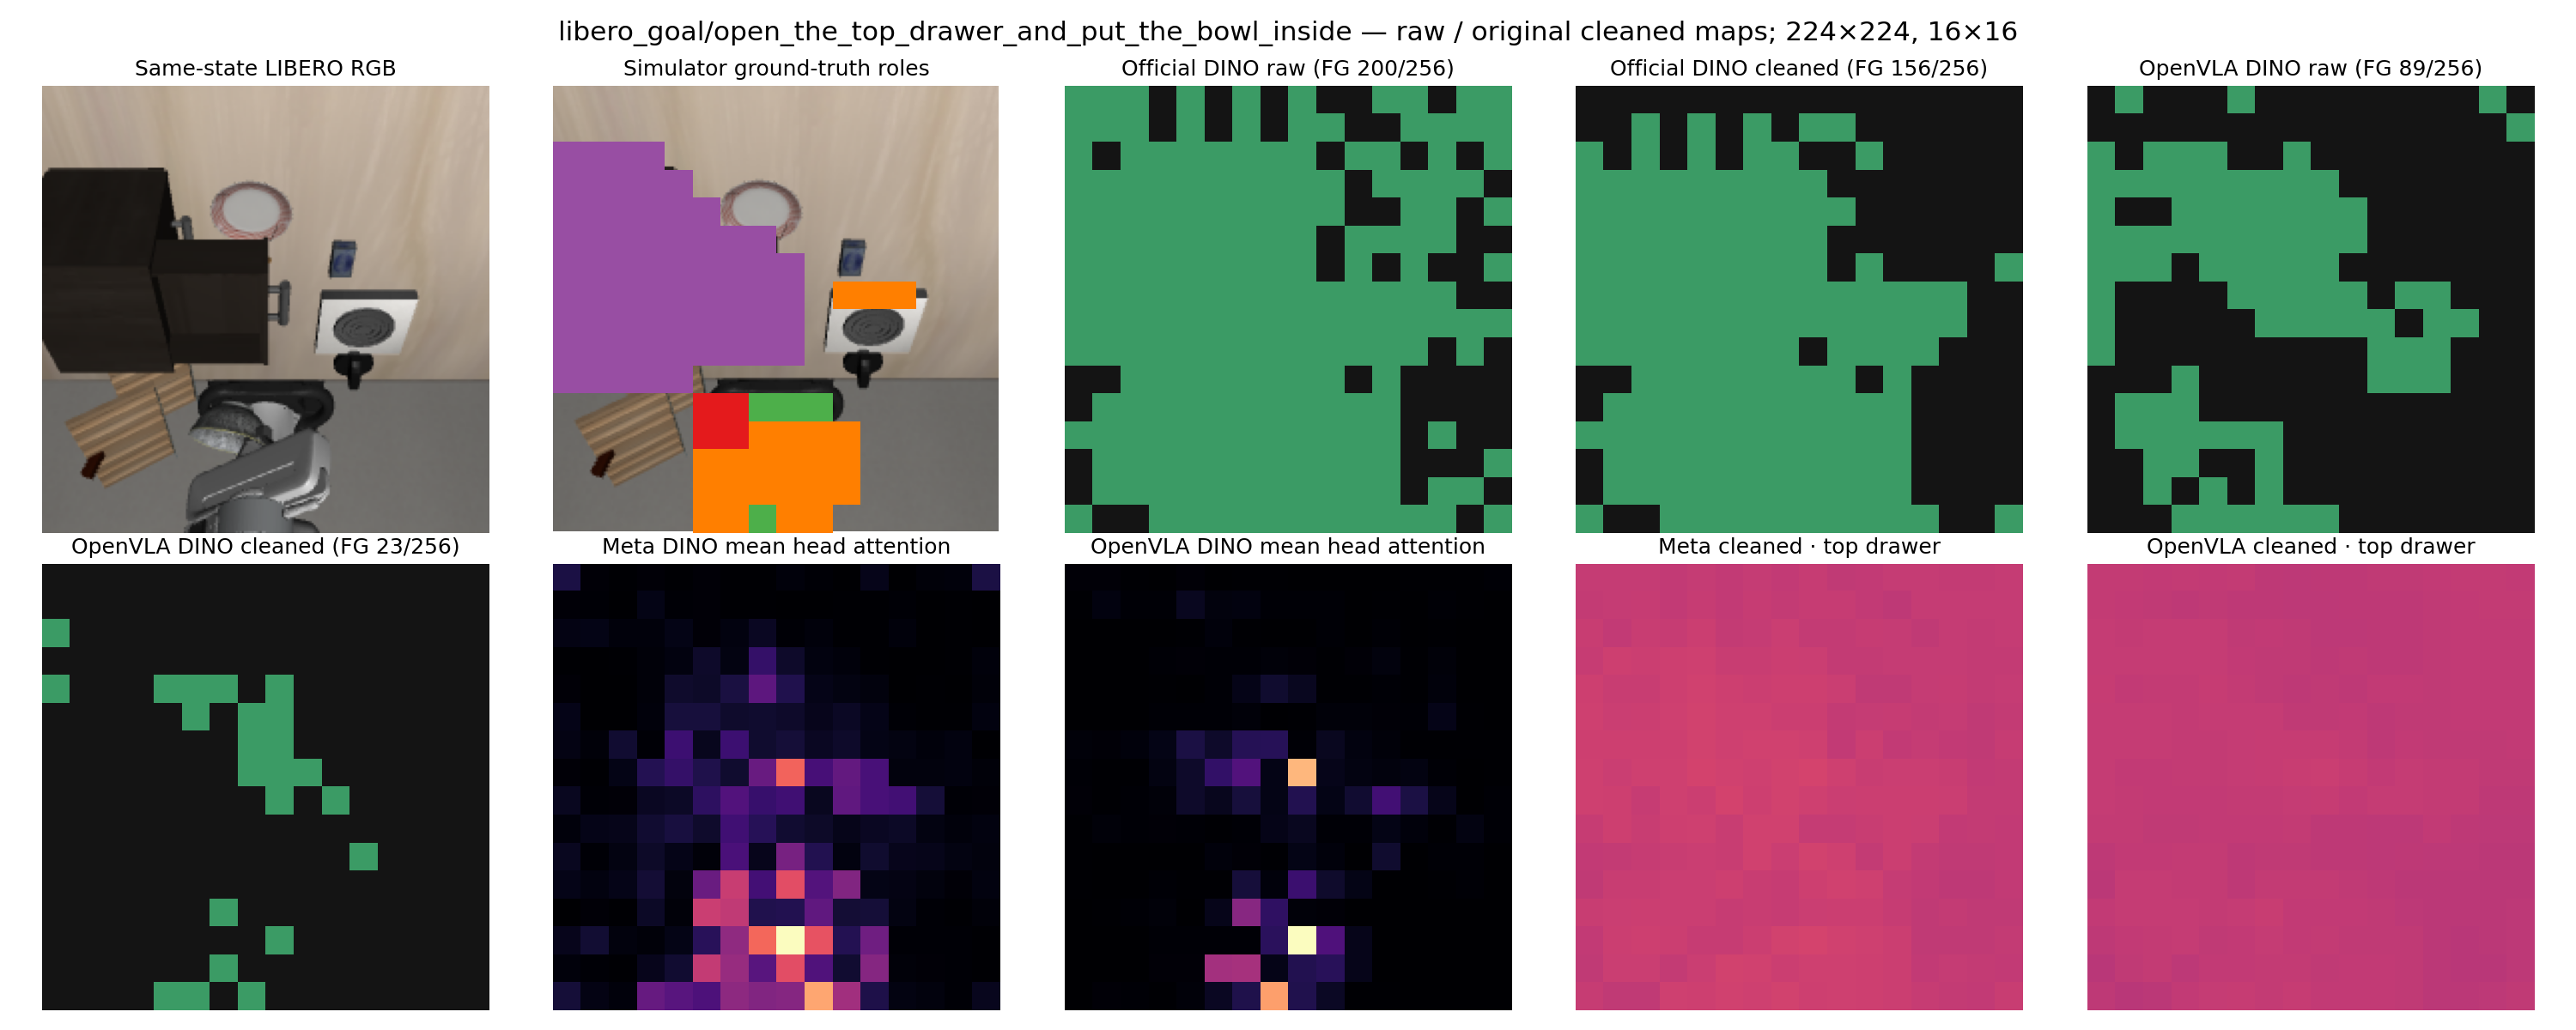 libero_goal/open_the_top_drawer_and_put_the_bowl_inside — raw / original cleaned maps; 224×224, 16×16
Same-state LIBERO RGB
Simulator ground-truth roles
Official DINO raw (FG 200/256)
Official DINO cleaned (FG 156/256)
OpenVLA DINO raw (FG 89/256)
OpenVLA DINO cleaned (FG 23/256)
Meta DINO mean head attention
OpenVLA DINO mean head attention
Meta cleaned · top drawer
OpenVLA cleaned · top drawer